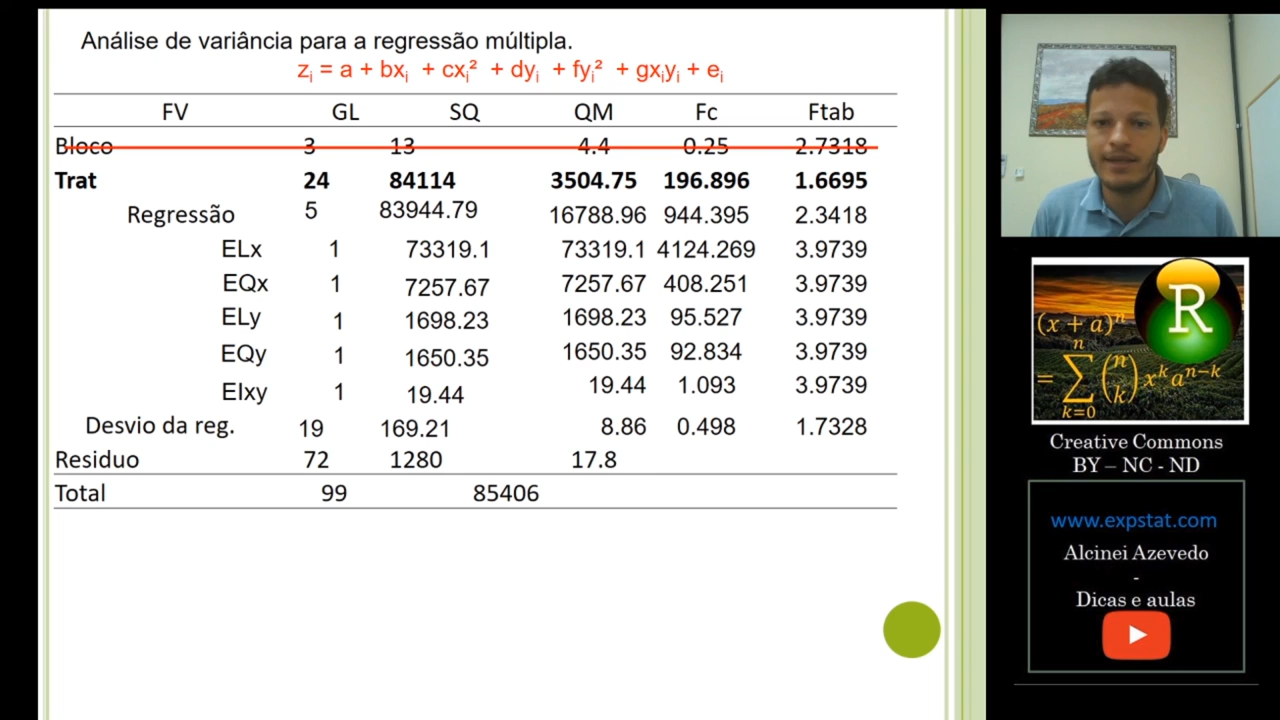 Análise de variância para a regressão múltipla.
zᵢ = a + bxᵢ + cxᵢ² + dyᵢ + fyᵢ² + gxᵢyᵢ + eᵢ
FV GL SQ QM Fc Ftab
Bloco 3 13 4.4 0.25 2.7318
Trat 24 84114 3504.75 196.896 1.6695
Regressão 5 83944.79 16788.96 944.395 2.3418
ELx 1 73319.1 73319.1 4124.269 3.9739
EQx 1 7257.67 7257.67 408.251 3.9739
ELy 1 1698.23 1698.23 95.527 3.9739
EQy 1 1650.35 1650.35 92.834 3.9739
EIxy 1 19.44 19.44 1.093 3.9739
Desvio da reg. 19 169.21 8.86 0.498 1.7328
Residuo 72 1280 17.8
Total 99 85406
R
(x + a)ⁿ
= ∑ₖ₌₀ⁿ (n k) xᵏaⁿ⁻ᵏ
Creative Commons
BY – NC - ND
www.expstat.com
Alcinei Azevedo
-
Dicas e aulas